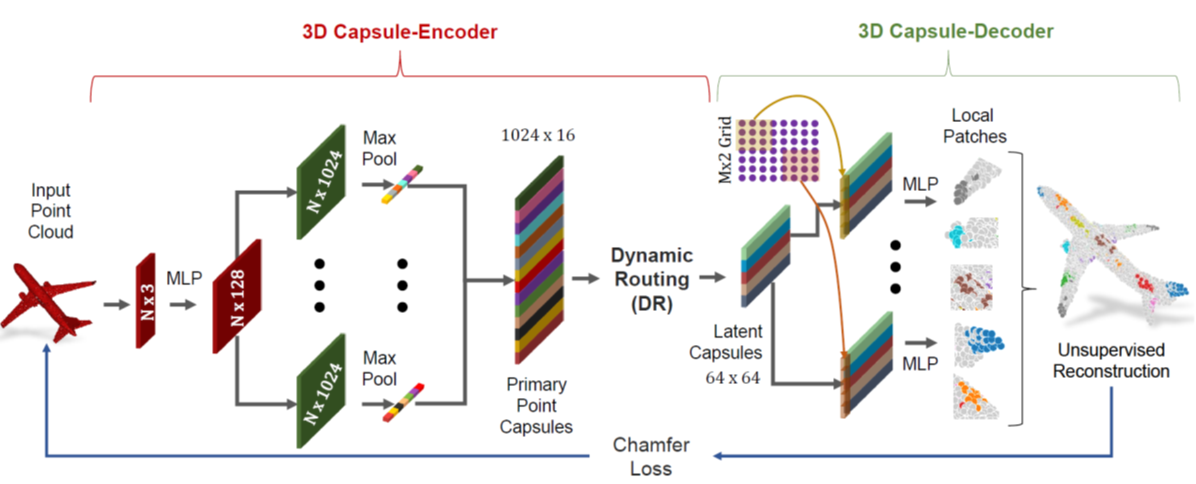 3D Capsule-Encoder
3D Capsule-Decoder
Input
Point
Cloud
N x 3
MLP
N x 128
N x 1024
Max
Pool
N x 1024
Max
Pool
1024 x 16
Primary
Point
Capsules
Dynamic
Routing
(DR)
Mx2 Grid
Latent
Capsules
64 x 64
MLP
MLP
Local
Patches
Unsupervised
Reconstruction
Chamfer
Loss